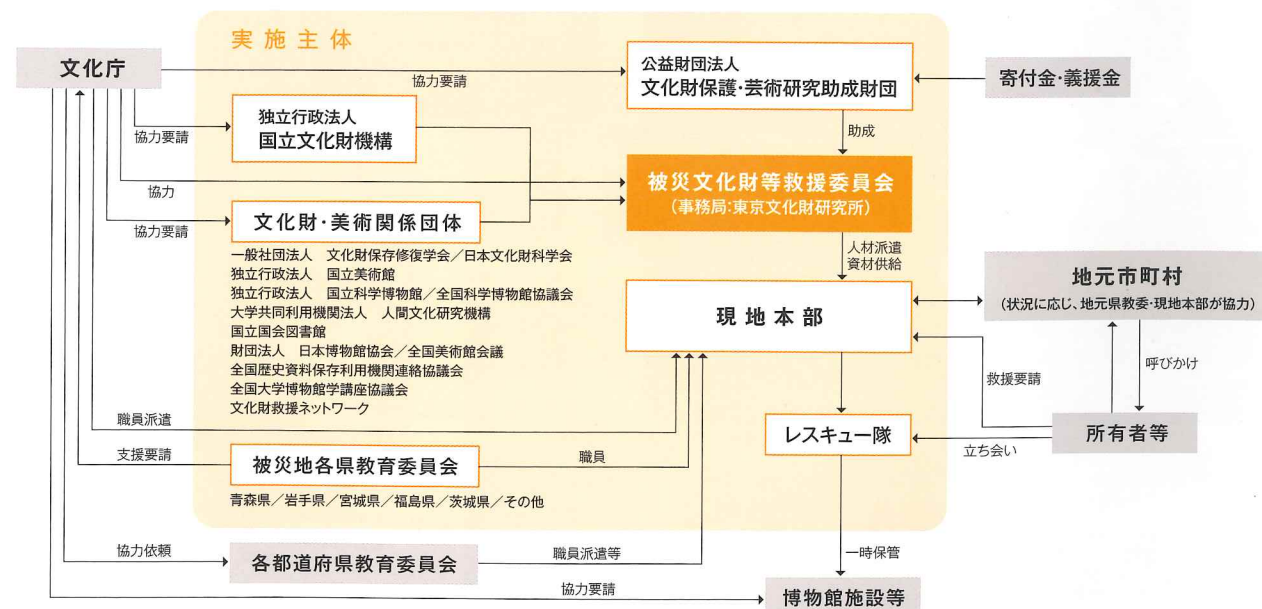 実施主体
文化庁
協力要請
公益財団法人
文化財保護・芸術研究助成財団
寄付金・義援金
協力要請
独立行政法人
国立文化財機構
助成
協力
被災文化財等救援委員会
（事務局：東京文化財研究所）
協力要請
文化財・美術関係団体
一般社団法人　文化財保存修復学会／日本文化財科学会
独立行政法人　国立美術館
独立行政法人　国立科学博物館／全国科学博物館協議会
大学共同利用機関法人　人間文化研究機構
国立国会図書館
財団法人　日本博物館協会／全国美術館会議
全国歴史資料保存利用機関連絡協議会
全国大学博物館学講座協議会
文化財救援ネットワーク
人材派遣
資材供給
現地本部
地元市町村
（状況に応じ、地元県教委・現地本部が協力）
救援要請
呼びかけ
職員派遣
レスキュー隊
立ち会い
所有者等
支援要請
被災地各県教育委員会
職員
青森県／岩手県／宮城県／福島県／茨城県／その他
協力依頼
各都道府県教育委員会
職員派遣等
一時保管
協力要請
博物館施設等